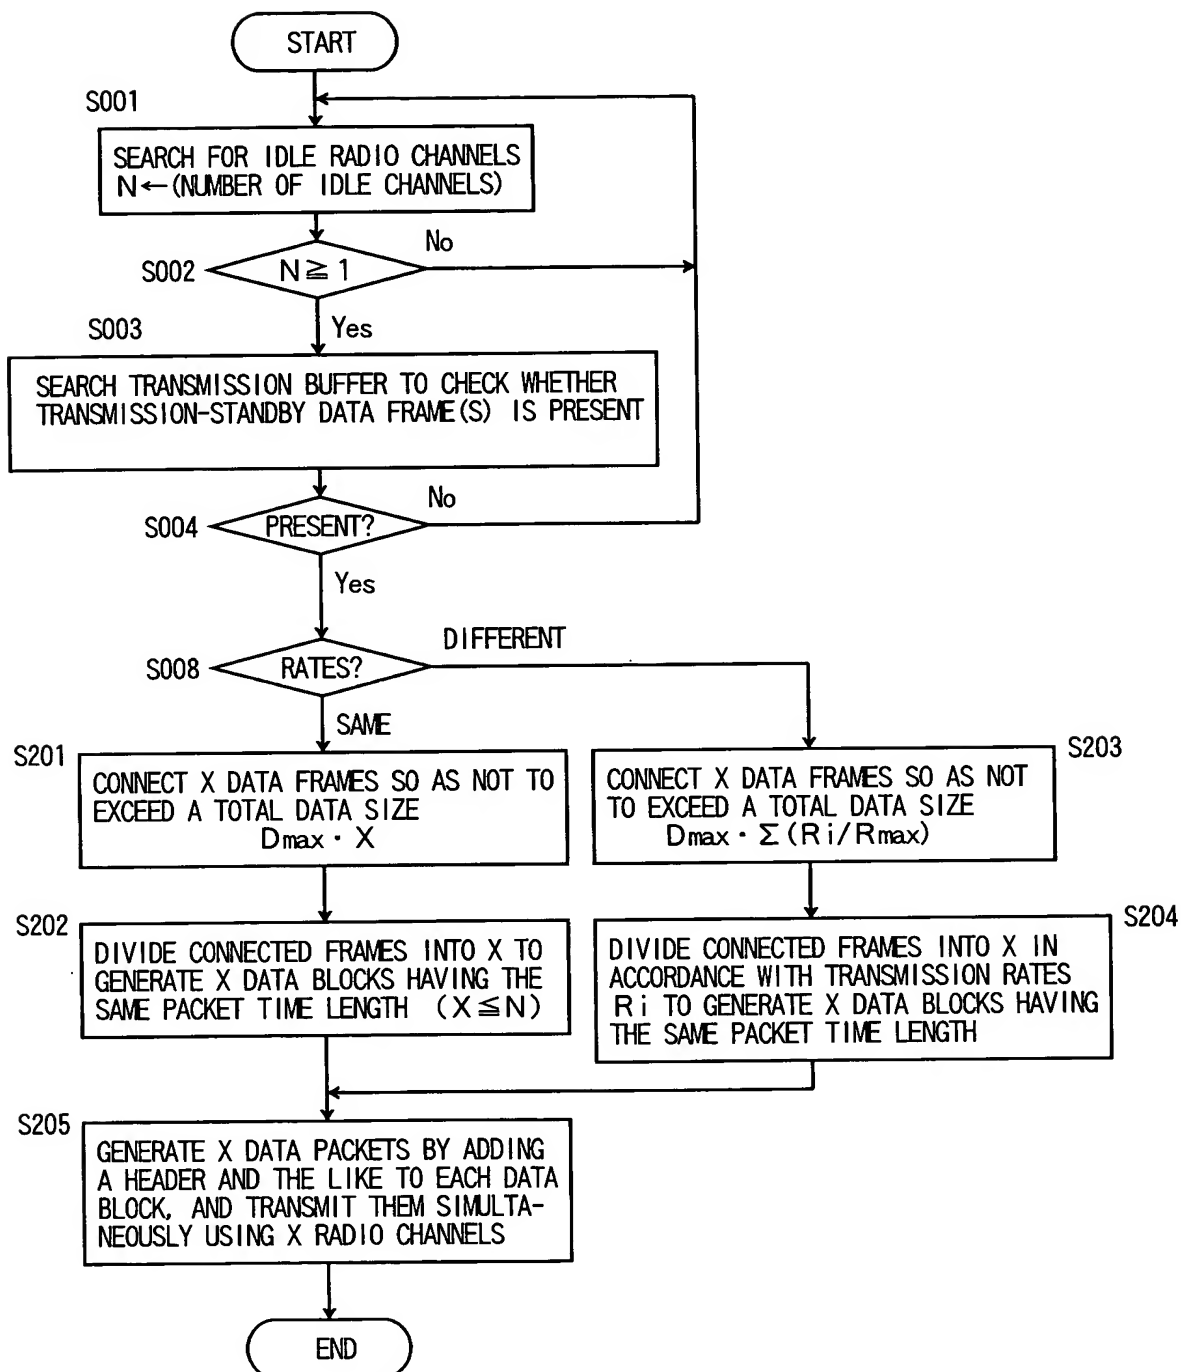 START
S001
SEARCH FOR IDLE RADIO CHANNELS
N←(NUMBER OF IDLE CHANNELS)
S002
N≧1
No
Yes
S003
SEARCH TRANSMISSION BUFFER TO CHECK WHETHER
TRANSMISSION-STANDBY DATA FRAME(S) IS PRESENT
S004
PRESENT?
No
Yes
S008
RATES?
DIFFERENT
SAME
S201
CONNECT X DATA FRAMES SO AS NOT TO
EXCEED A TOTAL DATA SIZE
Dmax・X
S203
CONNECT X DATA FRAMES SO AS NOT
TO EXCEED A TOTAL DATA SIZE
Dmax・Σ(Ri/Rmax)
S202
DIVIDE CONNECTED FRAMES INTO X TO
GENERATE X DATA BLOCKS HAVING THE
SAME PACKET TIME LENGTH (X≦N)
S204
DIVIDE CONNECTED FRAMES INTO X IN
ACCORDANCE WITH TRANSMISSION RATES
Ri TO GENERATE X DATA BLOCKS HAVING
THE SAME PACKET TIME LENGTH
S205
GENERATE X DATA PACKETS BY ADDING
A HEADER AND THE LIKE TO EACH DATA
BLOCK, AND TRANSMIT THEM SIMULTA-
NEOUSLY USING X RADIO CHANNELS
END